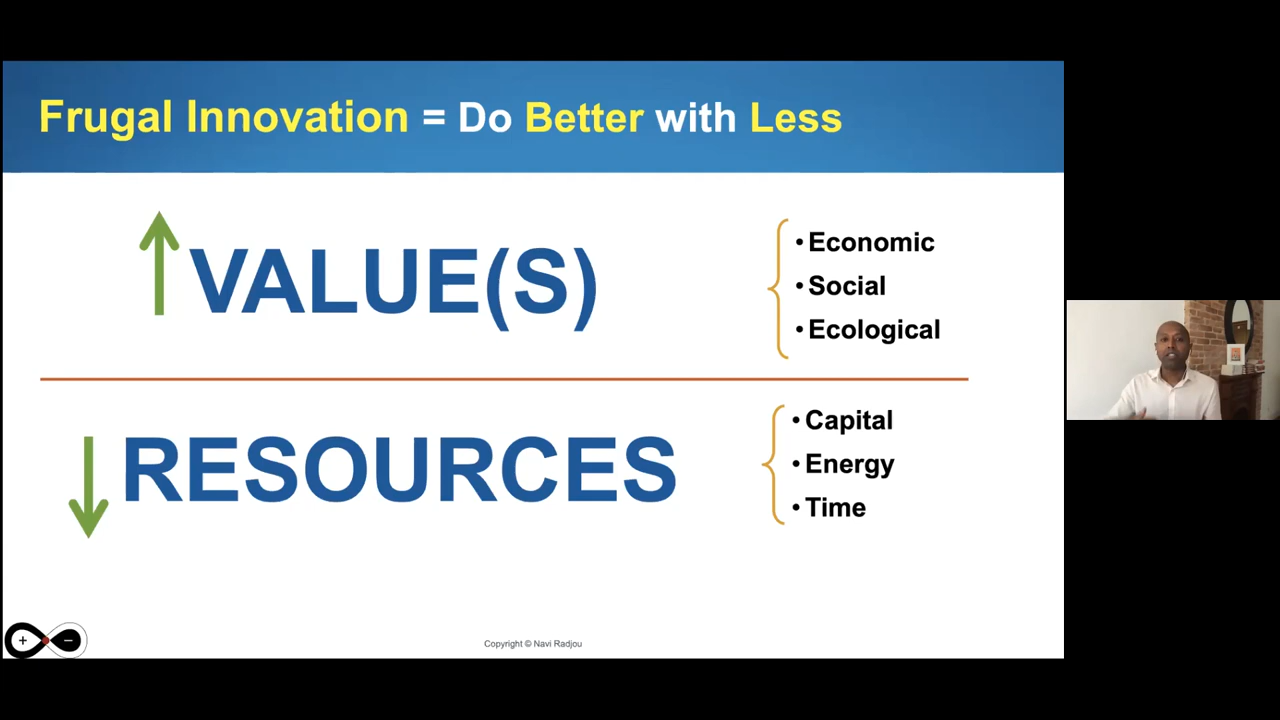 Frugal Innovation = Do Better with Less
↑ VALUE(S)
• Economic
• Social
• Ecological
↓ RESOURCES
• Capital
• Energy
• Time
+ −
Copyright © Navi Radjou